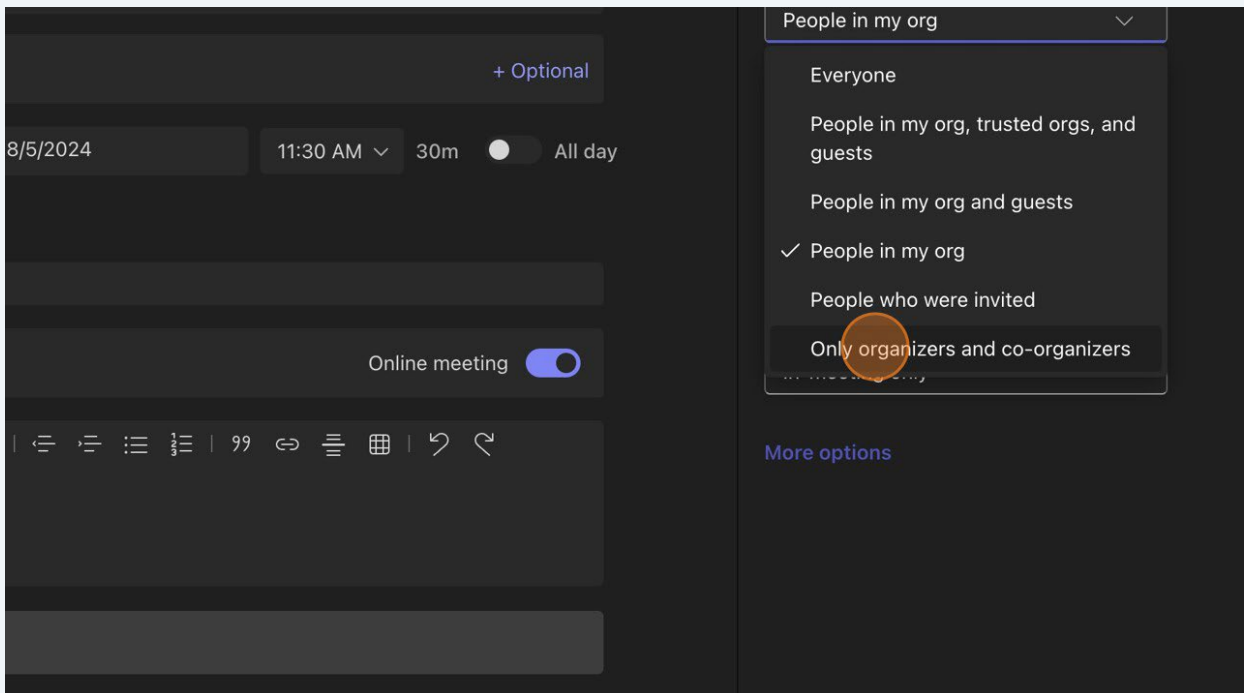 People in my org
+ Optional
Everyone
People in my org, trusted orgs, and
guests
8/5/2024 11:30 AM 30m All day
People in my org and guests
People in my org
People who were invited
Only organizers and co-organizers
Online meeting
More options